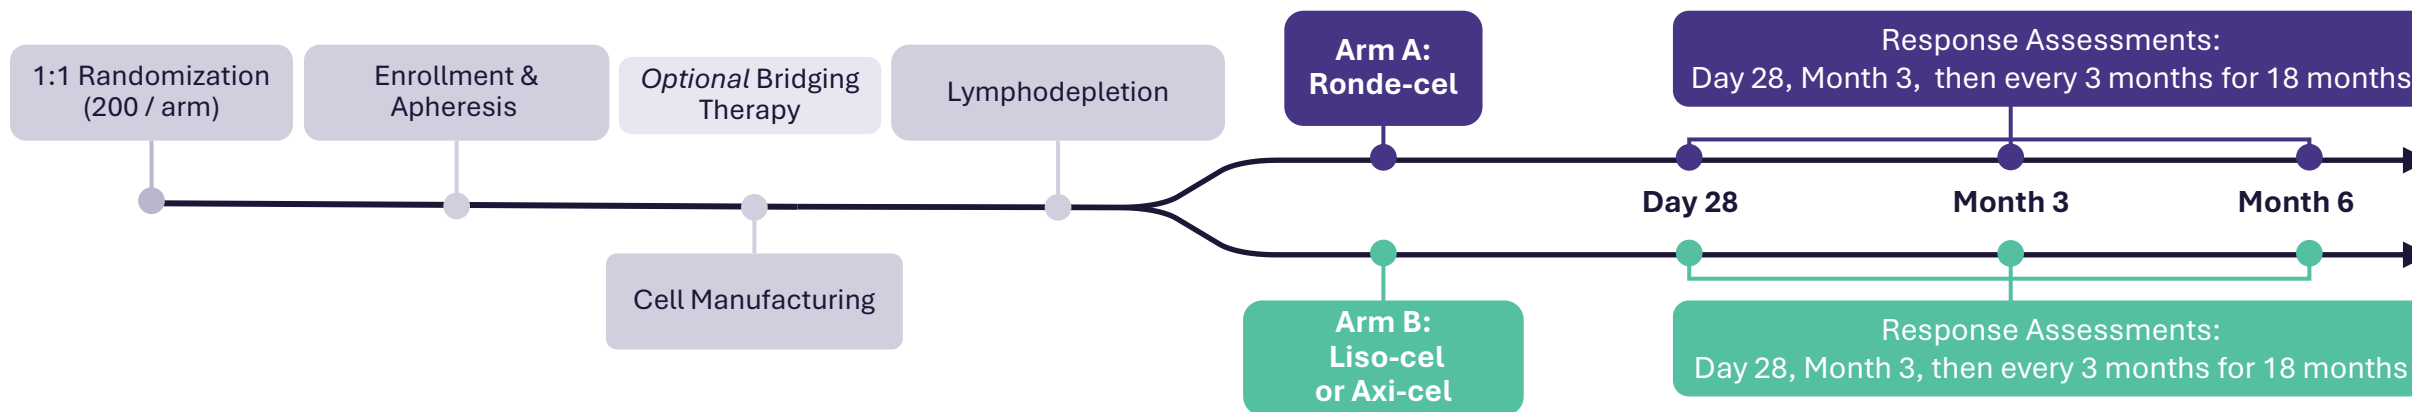 1:1 Randomization
(200 / arm)
Enrollment &
Apheresis
Optional Bridging
Therapy
Lymphodepletion
Cell Manufacturing
Arm A:
Ronde-cel
Response Assessments:
Day 28, Month 3, then every 3 months for 18 months
Day 28
Month 3
Month 6
Arm B:
Liso-cel
or Axi-cel
Response Assessments:
Day 28, Month 3, then every 3 months for 18 months